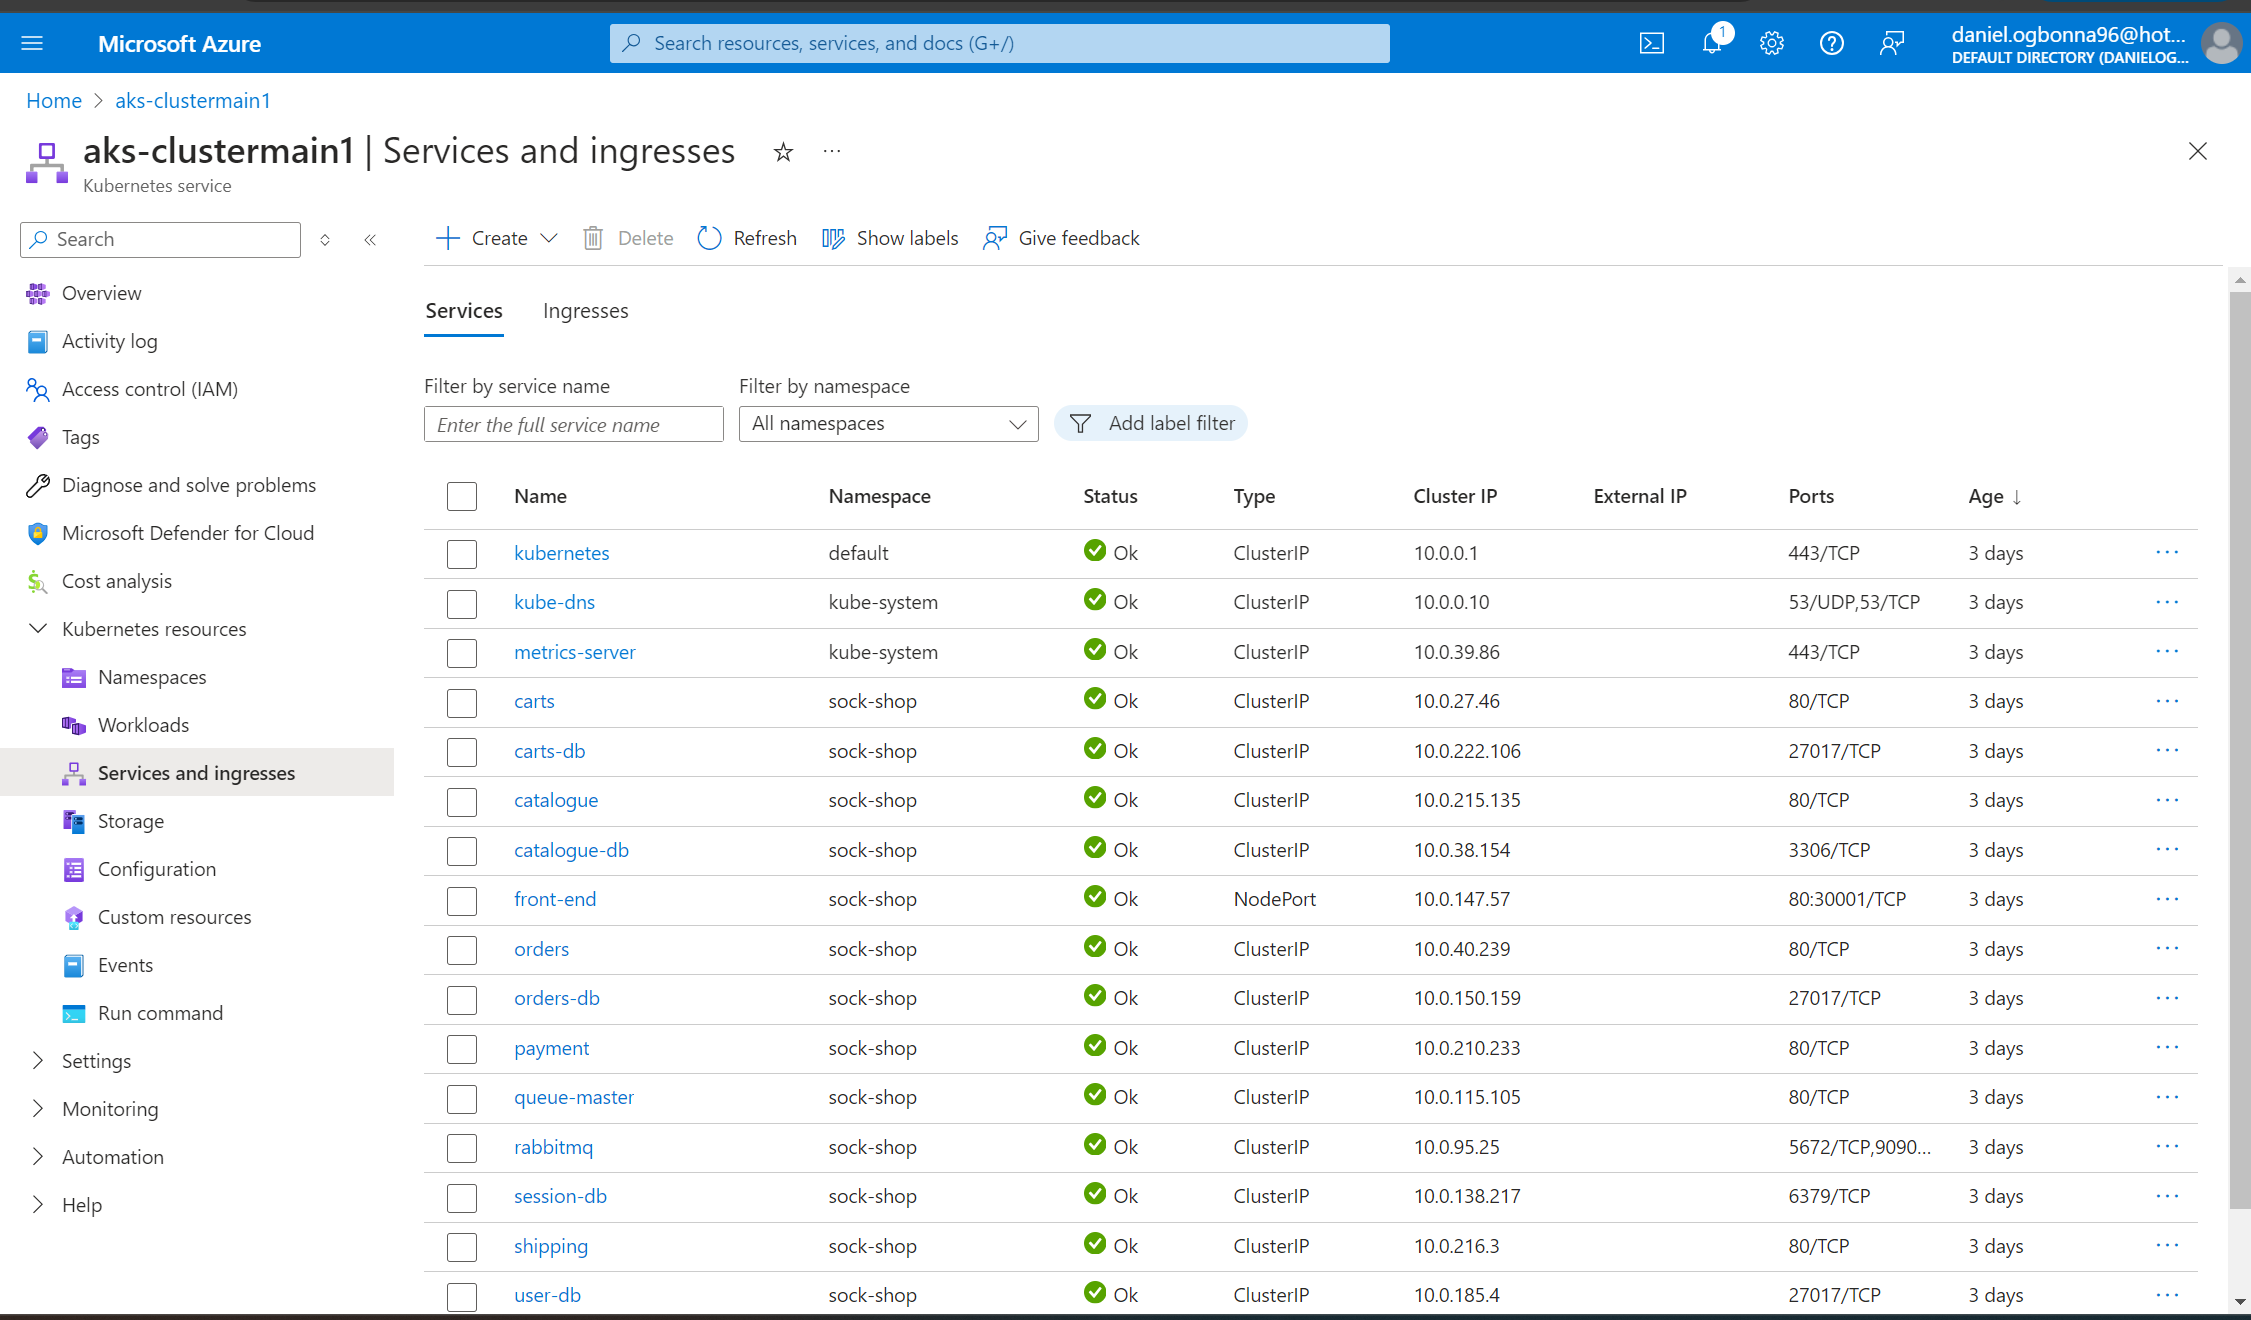 Microsoft Azure
Search resources, services, and docs (G+/)
1
daniel.ogbonna96@hot...
DEFAULT DIRECTORY (DANIELOG...
Home > aks-clustermain1
aks-clustermain1 | Services and ingresses
Kubernetes service
Search
Overview
Activity log
Access control (IAM)
Tags
Diagnose and solve problems
Microsoft Defender for Cloud
Cost analysis
Kubernetes resources
Namespaces
Workloads
Services and ingresses
Storage
Configuration
Custom resources
Events
Run command
Settings
Monitoring
Automation
Help
Create Delete Refresh Show labels Give feedback
Services Ingresses
Filter by service name Filter by namespace
Enter the full service name All namespaces Add label filter
Name Namespace Status Type Cluster IP External IP Ports Age ↓
kubernetes default Ok ClusterIP 10.0.0.1 443/TCP 3 days
kube-dns kube-system Ok ClusterIP 10.0.0.10 53/UDP,53/TCP 3 days
metrics-server kube-system Ok ClusterIP 10.0.39.86 443/TCP 3 days
carts sock-shop Ok ClusterIP 10.0.27.46 80/TCP 3 days
carts-db sock-shop Ok ClusterIP 10.0.222.106 27017/TCP 3 days
catalogue sock-shop Ok ClusterIP 10.0.215.135 80/TCP 3 days
catalogue-db sock-shop Ok ClusterIP 10.0.38.154 3306/TCP 3 days
front-end sock-shop Ok NodePort 10.0.147.57 80:30001/TCP 3 days
orders sock-shop Ok ClusterIP 10.0.40.239 80/TCP 3 days
orders-db sock-shop Ok ClusterIP 10.0.150.159 27017/TCP 3 days
payment sock-shop Ok ClusterIP 10.0.210.233 80/TCP 3 days
queue-master sock-shop Ok ClusterIP 10.0.115.105 80/TCP 3 days
rabbitmq sock-shop Ok ClusterIP 10.0.95.25 5672/TCP,9090... 3 days
session-db sock-shop Ok ClusterIP 10.0.138.217 6379/TCP 3 days
shipping sock-shop Ok ClusterIP 10.0.216.3 80/TCP 3 days
user-db sock-shop Ok ClusterIP 10.0.185.4 27017/TCP 3 days